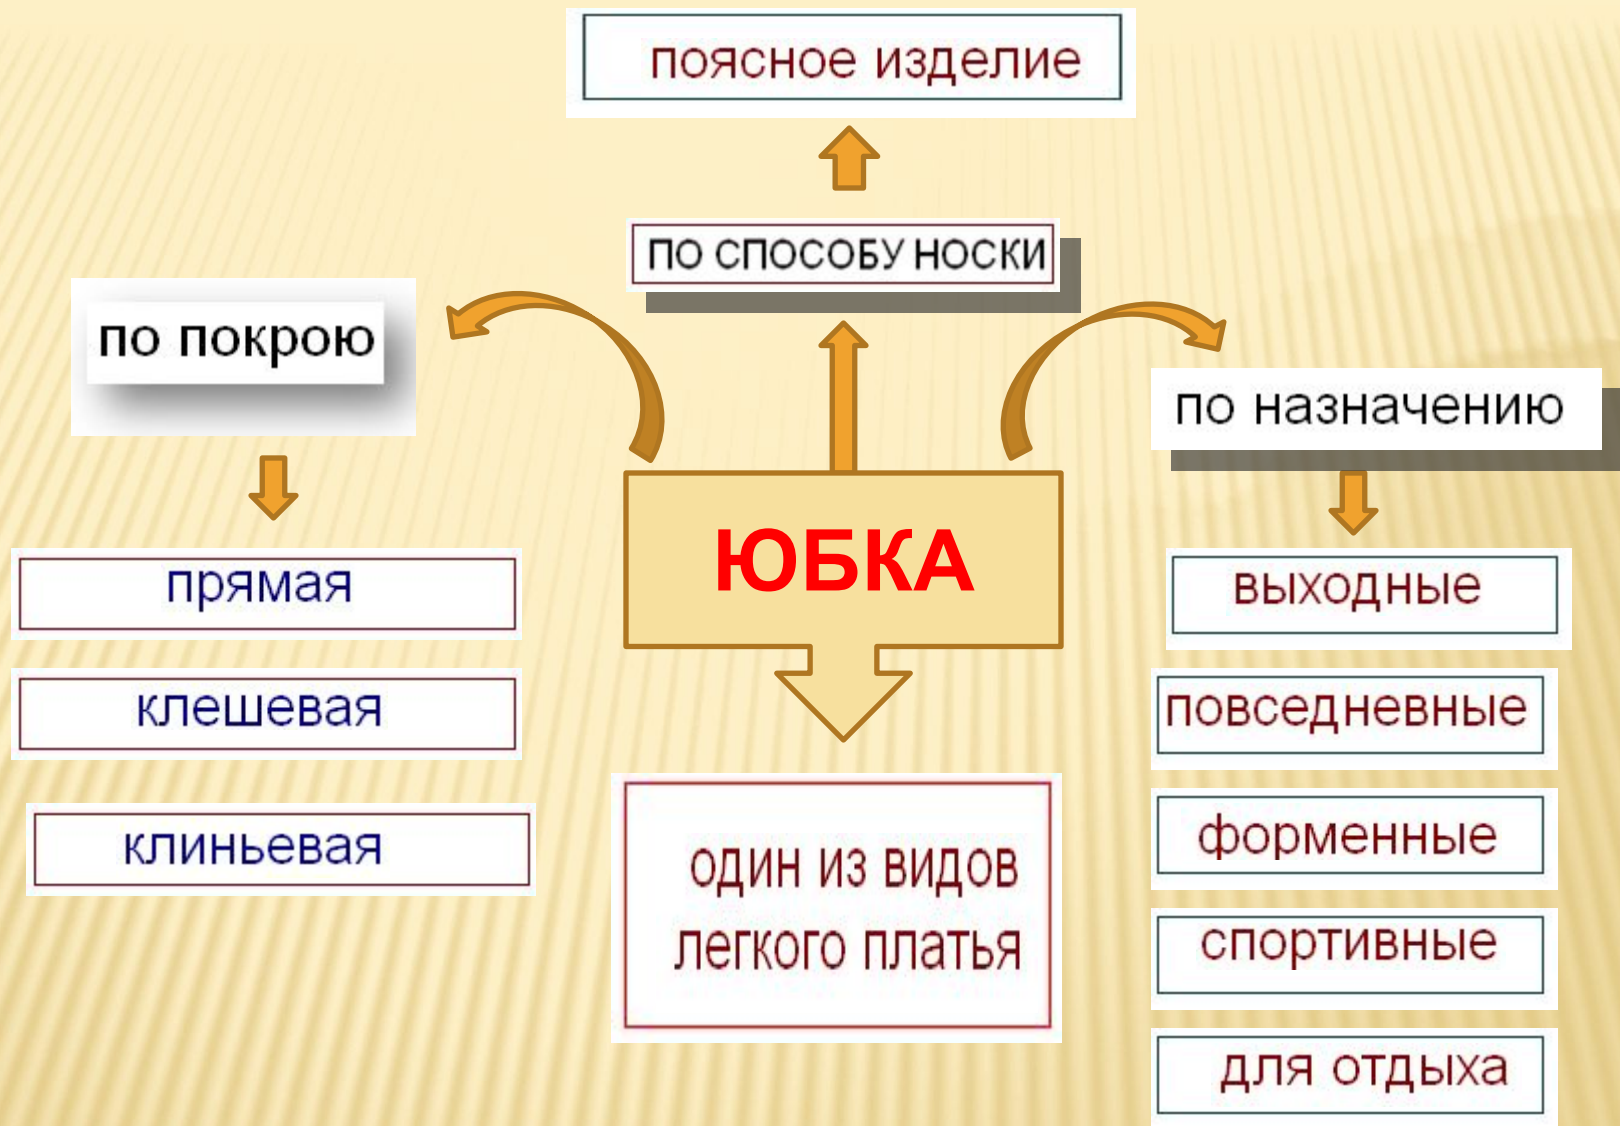 поясное изделие
ПО СПОСОБУ НОСКИ
по покрою
по назначению
ЮБКА
прямая
клешевая
клиньевая
один из видов
легкого платья
выходные
повседневные
форменные
спортивные
для отдыха